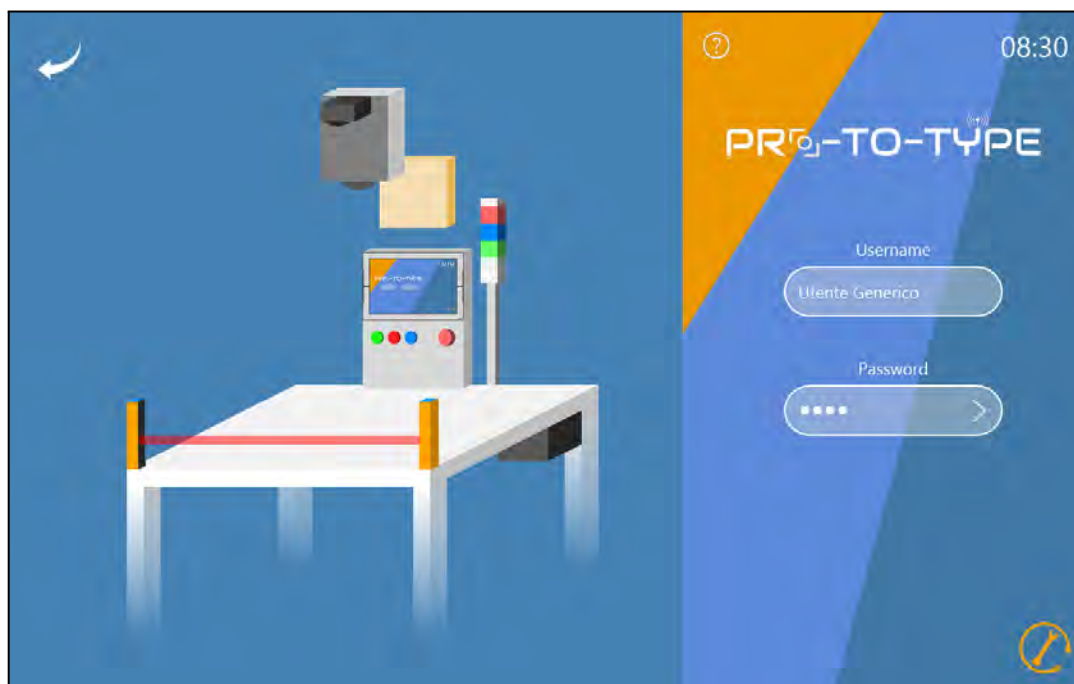 ?
08:30
PRO-TO-TYPE
Username
Utente Generico
Password